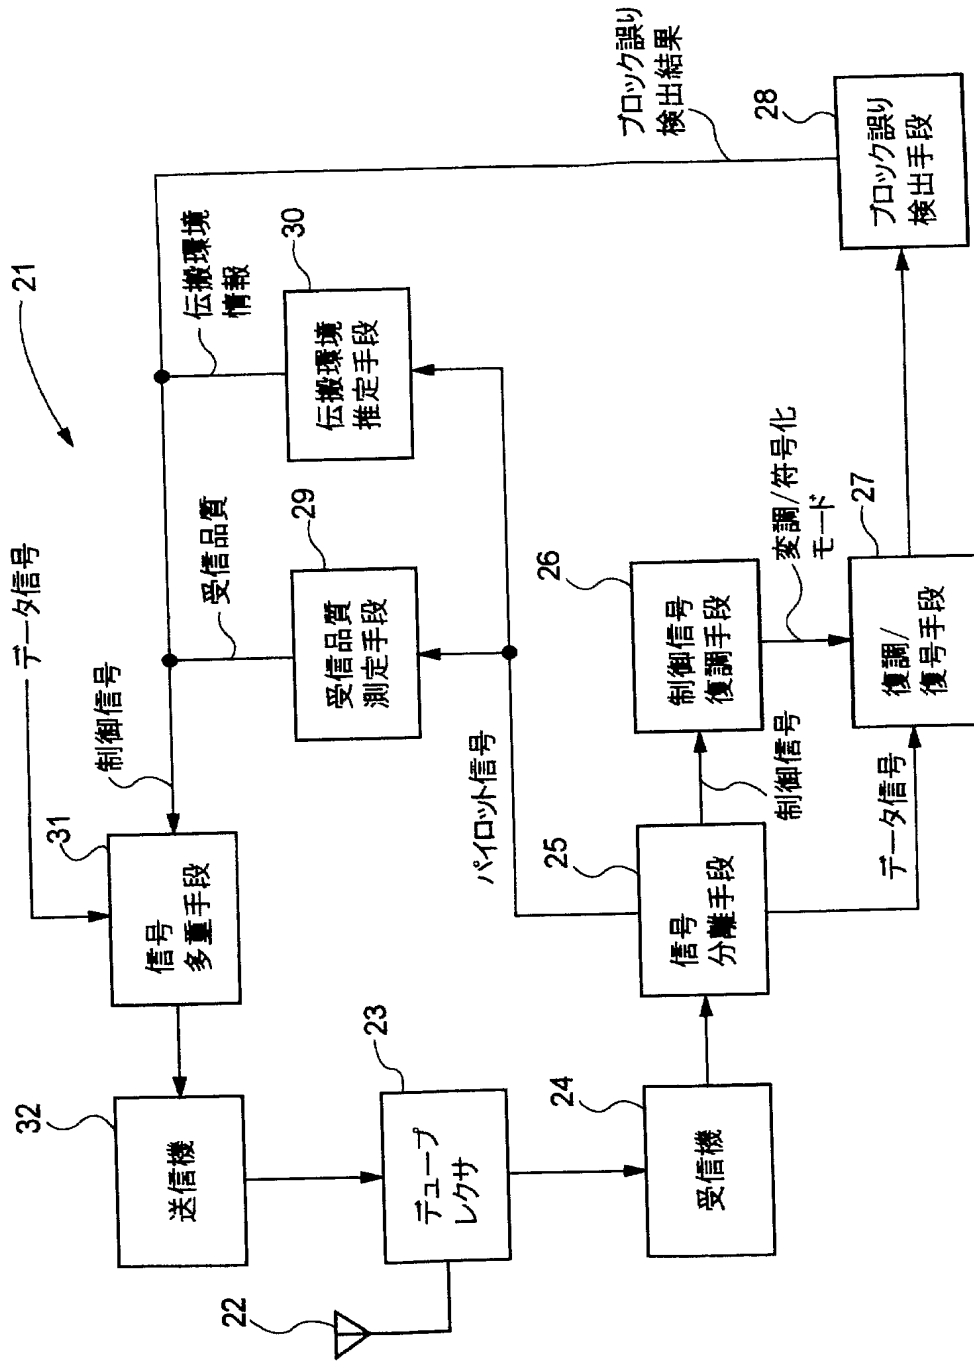 21
データ信号
制御信号
受信品質
伝搬環境
情報
ブロック誤り
検出結果
32
送信機
31
信号
多重手段
29
受信品質
測定手段
30
伝搬環境
推定手段
28
ブロック誤り
検出手段
22
23
デュープ
レクサ
パイロット信号
24
受信機
25
信号
分離手段
制御信号
26
制御信号
復調手段
変調/符号化
モード
データ信号
27
復調/
復号手段